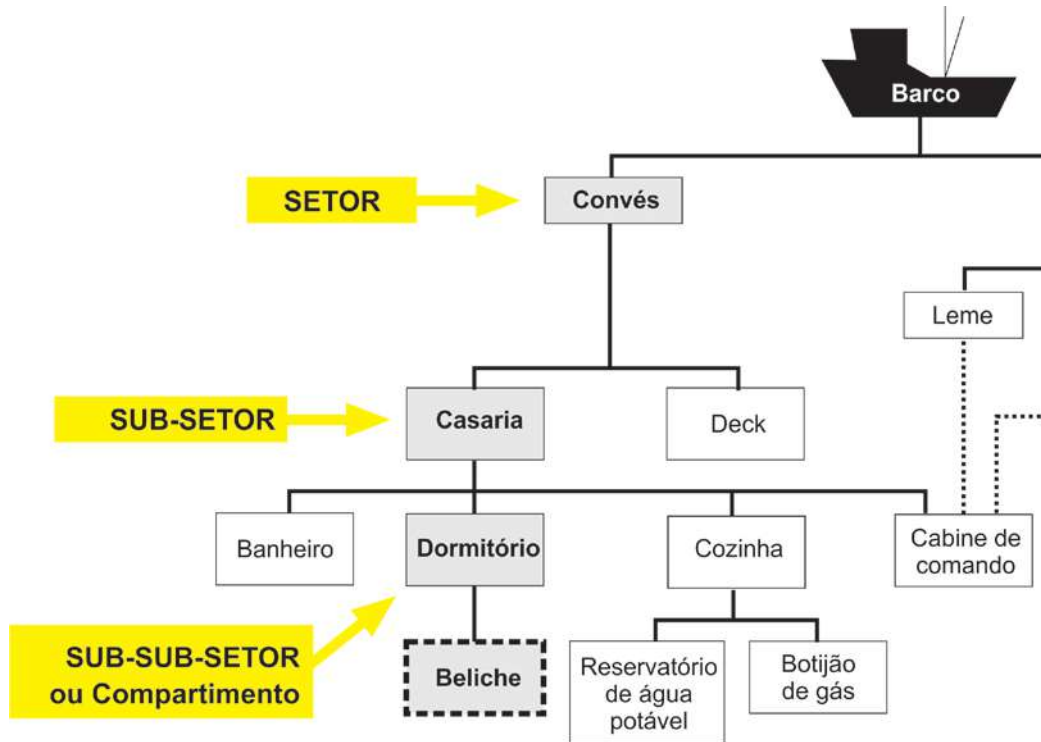 Barco
SETOR
Convés
Leme
SUB-SETOR
Casaria
Deck
Banheiro
Dormitório
Cozinha
Cabine de
comando
SUB-SUB-SETOR
ou Compartimento
Beliche
Reservatório
de água
potável
Botijão
de gás